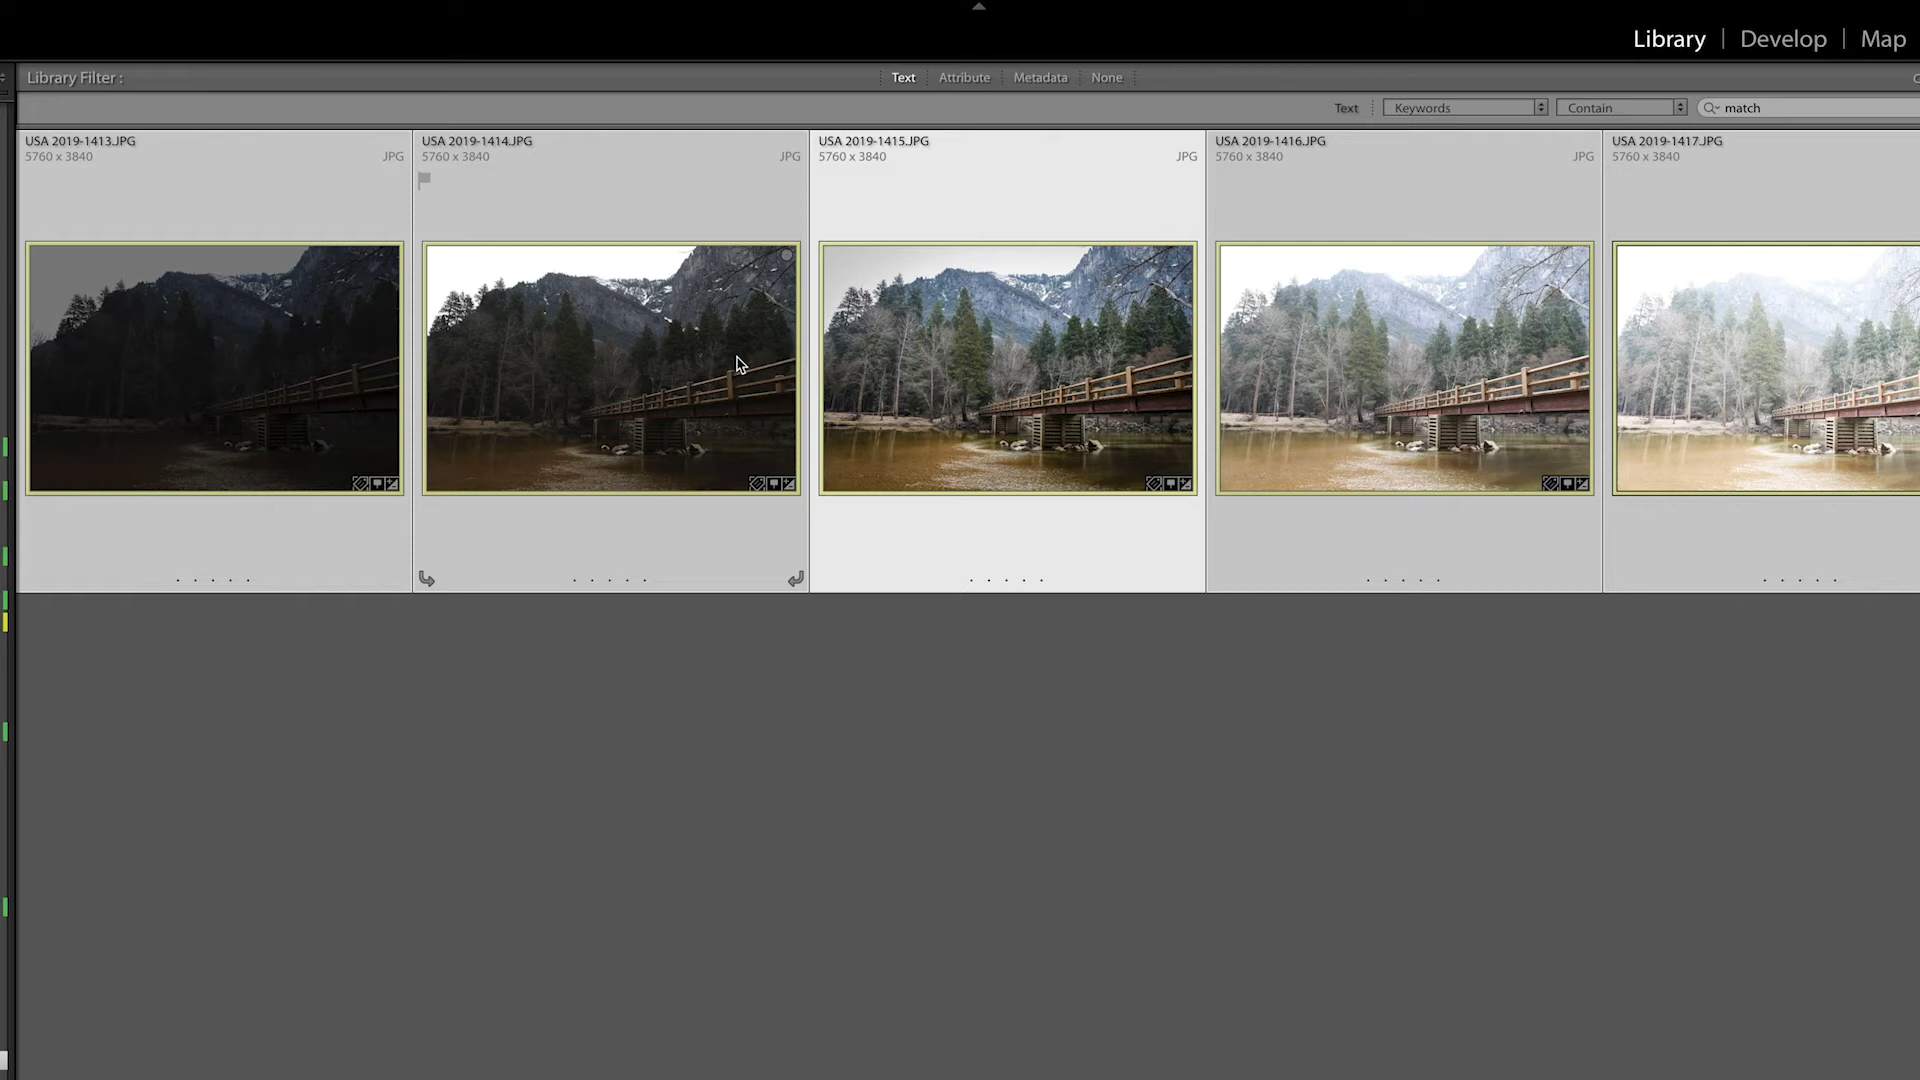 Library | Develop | Map
Library Filter :
Text Attribute Metadata None
Text Keywords Contain match
USA 2019-1413.JPG
5760 x 3840 JPG
USA 2019-1414.JPG
5760 x 3840 JPG
USA 2019-1415.JPG
5760 x 3840 JPG
USA 2019-1416.JPG
5760 x 3840 JPG
USA 2019-1417.JPG
5760 x 3840